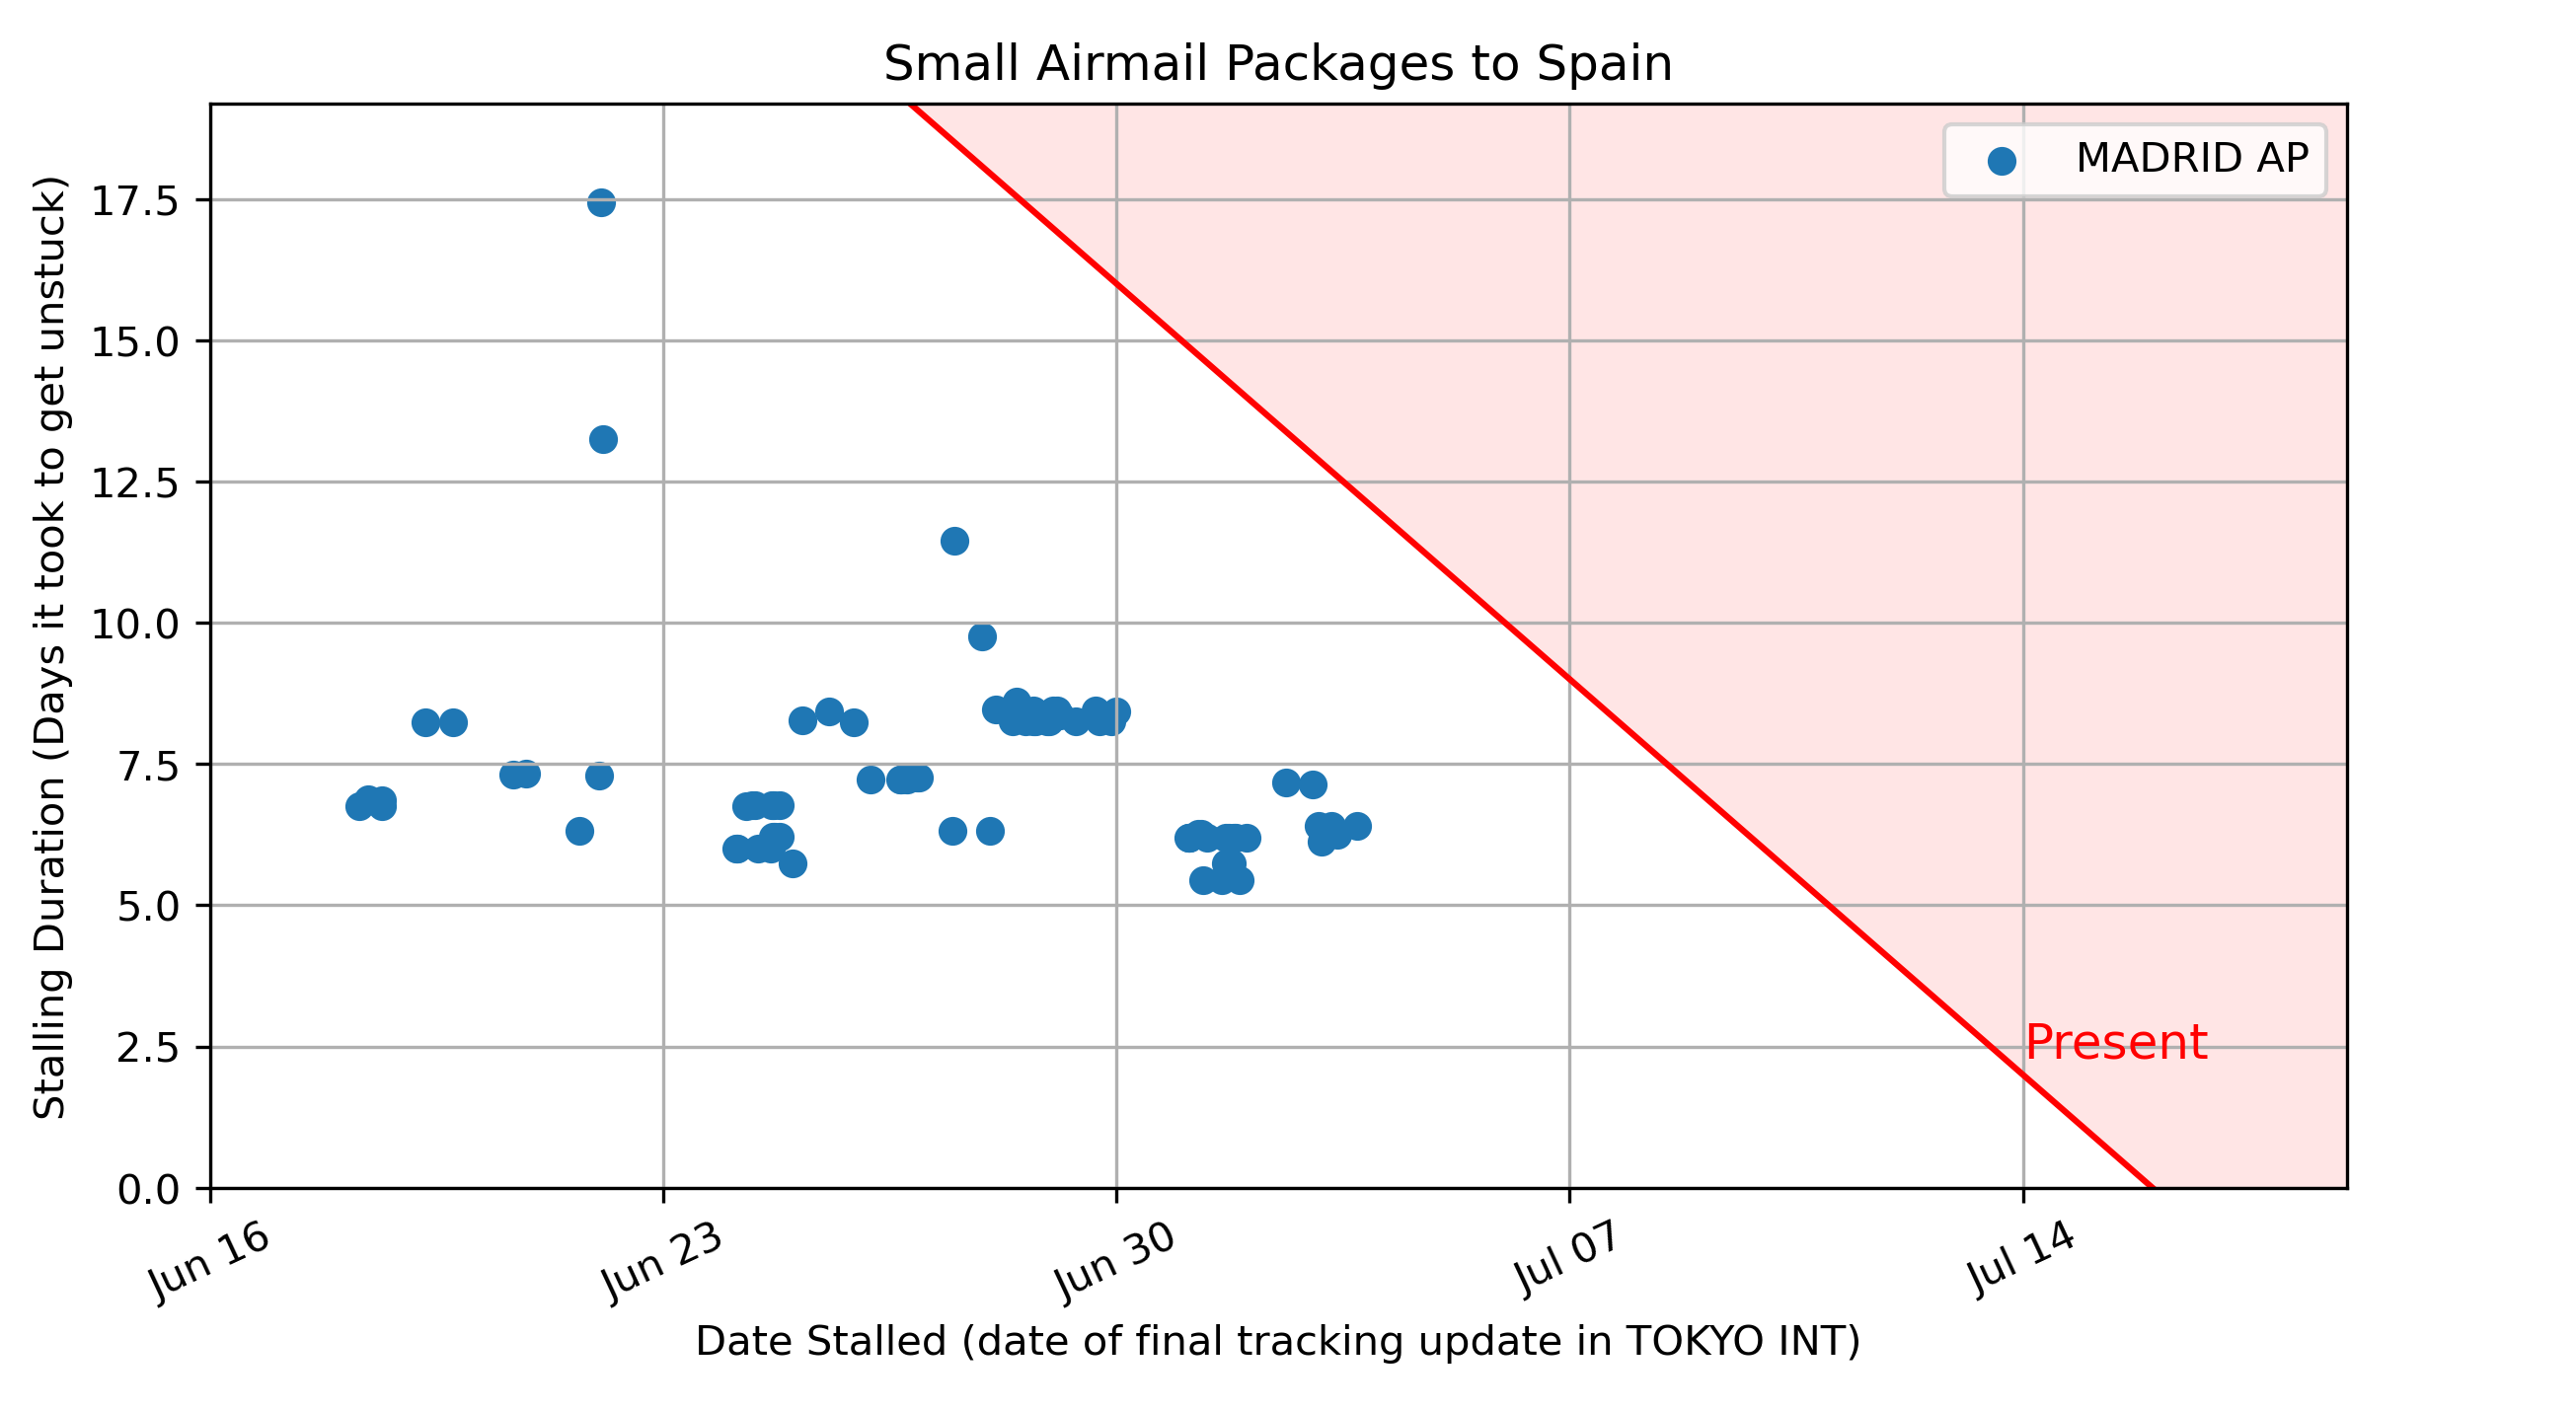 Small Airmail Packages to Spain
MADRID AP
Stalling Duration (Days it took to get unstuck)
17.5
15.0
12.5
10.0
7.5
5.0
2.5
0.0
Present
Jun 16
Jun 23
Jun 30
Jul 07
Jul 14
Date Stalled (date of final tracking update in TOKYO INT)